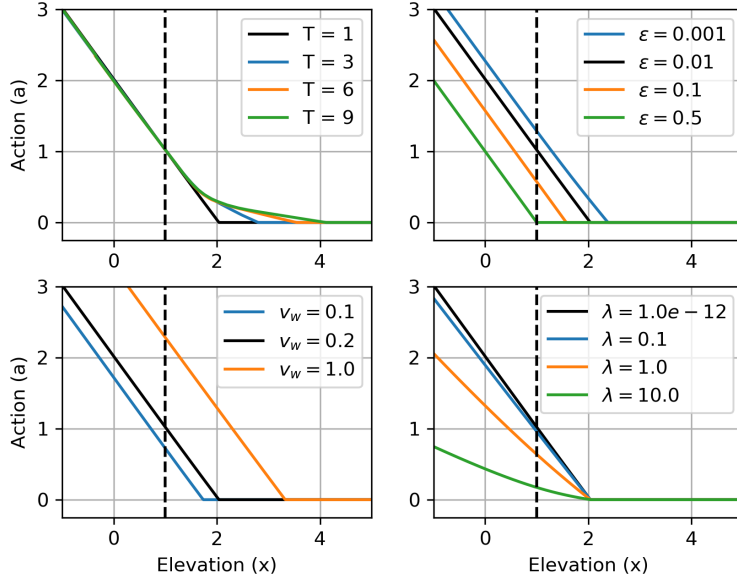 3
2
1
0
Action (a)
0
2
4
T = 1
T = 3
T = 6
T = 9
3
2
1
0
0
2
4
ε = 0.001
ε = 0.01
ε = 0.1
ε = 0.5
3
2
1
0
Action (a)
0
2
4
Elevation (x)
v_w = 0.1
v_w = 0.2
v_w = 1.0
3
2
1
0
0
2
4
Elevation (x)
λ = 1.0e − 12
λ = 0.1
λ = 1.0
λ = 10.0